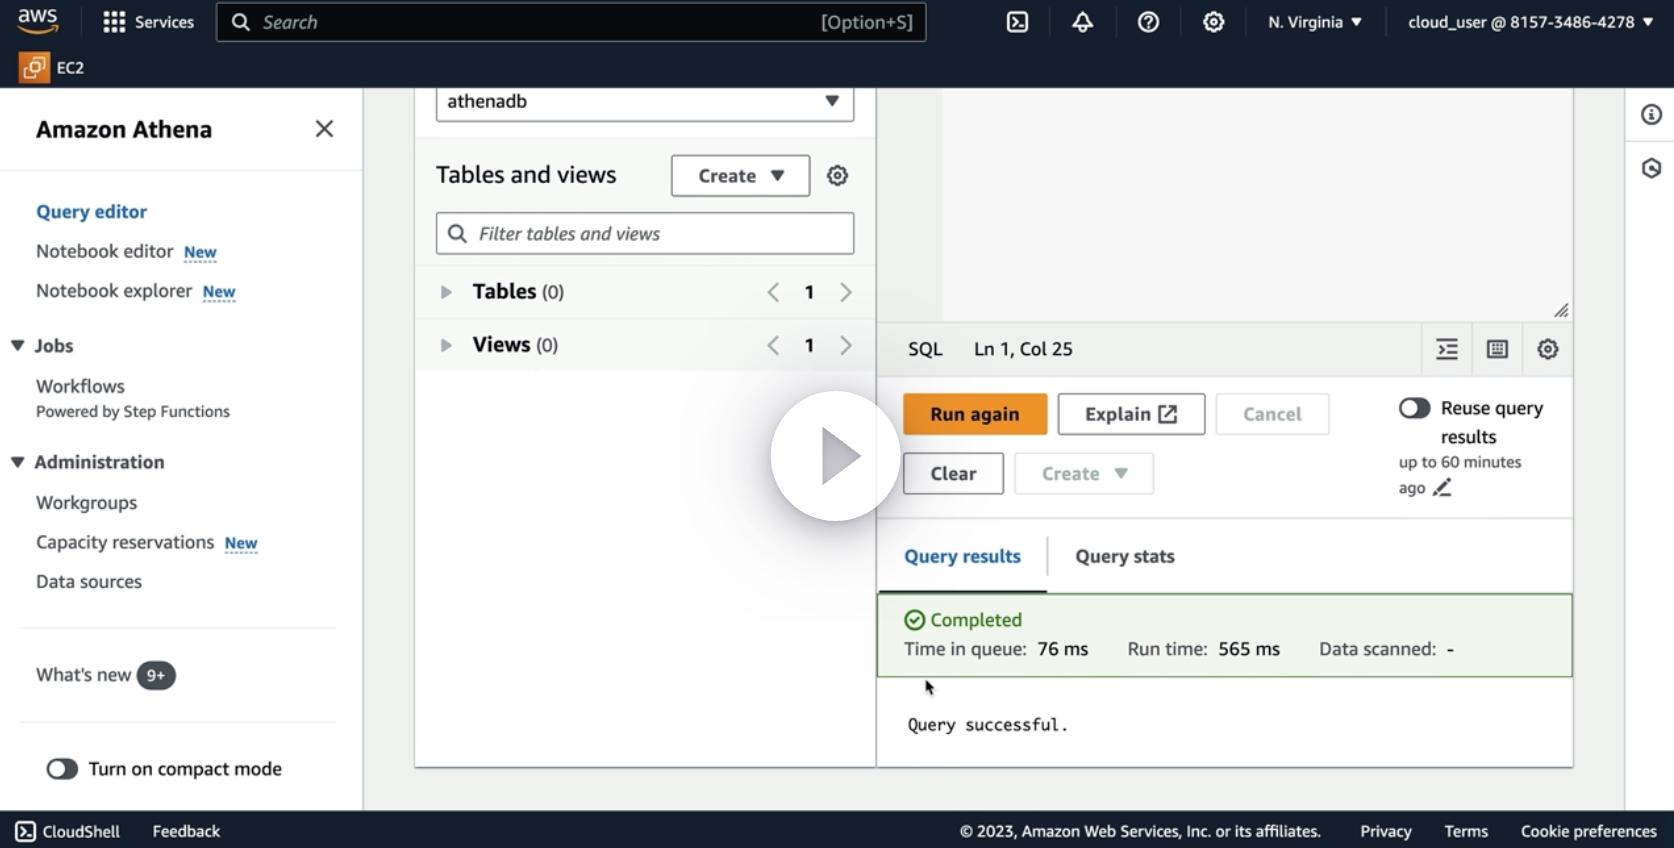 aws
Services
Search
[Option+S]
N. Virginia
cloud_user @ 8157-3486-4278
EC2
Amazon Athena
Query editor
Notebook editor New
Notebook explorer New
Jobs
Workflows
Powered by Step Functions
Administration
Workgroups
Capacity reservations New
Data sources
What's new 9+
Turn on compact mode
athenadb
Tables and views
Create
Filter tables and views
Tables (0)
1
Views (0)
1
SQL Ln 1, Col 25
Run again
Explain
Cancel
Clear
Create
Reuse query
results
up to 60 minutes
ago
Query results
Query stats
Completed
Time in queue: 76 ms Run time: 565 ms Data scanned: -
Query successful.
CloudShell
Feedback
© 2023, Amazon Web Services, Inc. or its affiliates.
Privacy
Terms
Cookie preferences